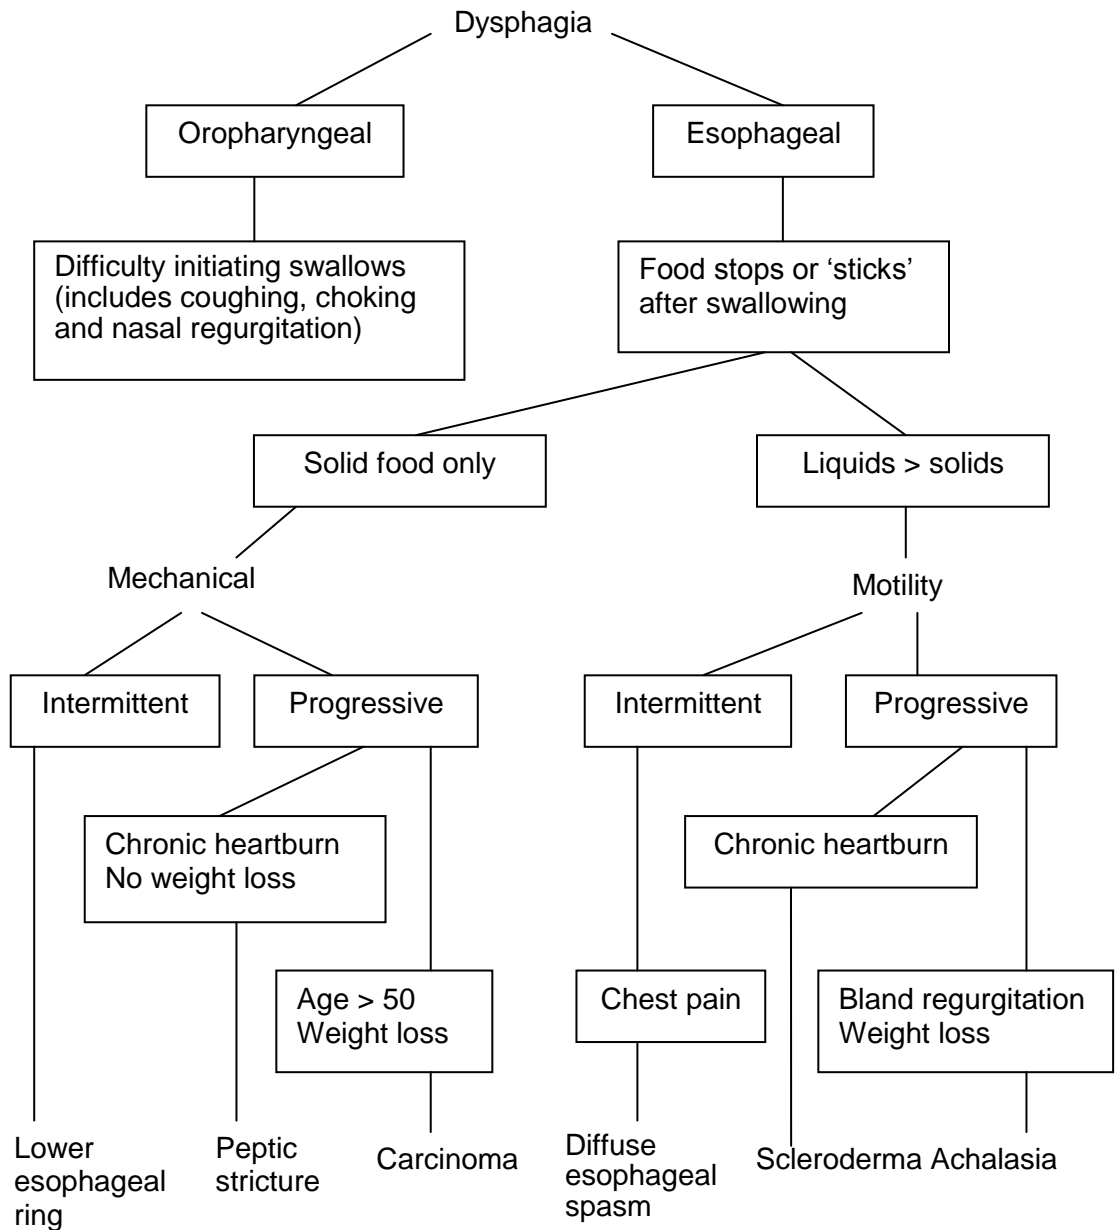 Dysphagia
Oropharyngeal
Esophageal
Difficulty initiating swallows
(includes coughing, choking
and nasal regurgitation)
Food stops or ‘sticks’
after swallowing
Solid food only
Liquids > solids
Mechanical
Motility
Intermittent
Progressive
Intermittent
Progressive
Chronic heartburn
No weight loss
Chronic heartburn
Age > 50
Weight loss
Chest pain
Bland regurgitation
Weight loss
Lower
esophageal
ring
Peptic
stricture
Carcinoma
Diffuse
esophageal
spasm
Scleroderma
Achalasia